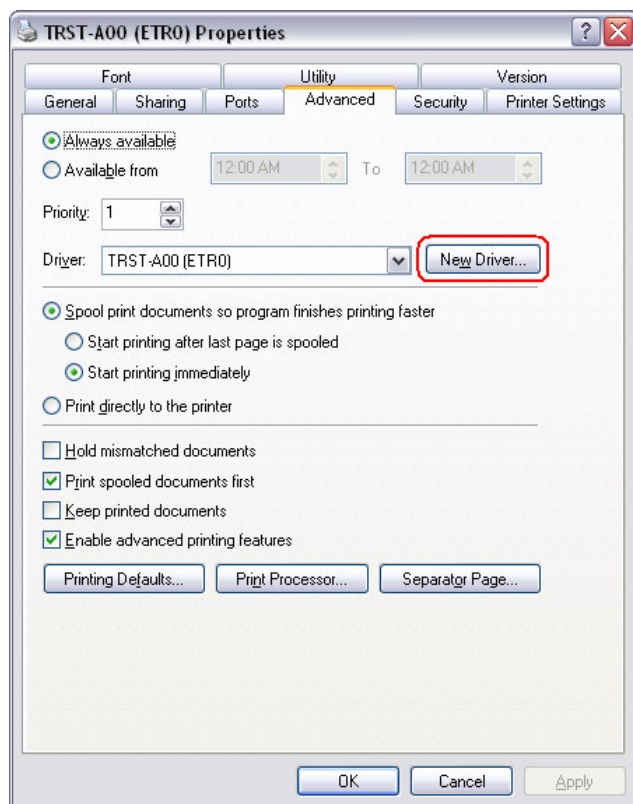 TRST-A00 (ETR0) Properties
Font Utility Version
General Sharing Ports Advanced Security Printer Settings
Always available
Available from 12:00 AM To 12:00 AM
Priority: 1
Driver: TRST-A00 (ETR0) New Driver...
Spool print documents so program finishes printing faster
Start printing after last page is spooled
Start printing immediately
Print directly to the printer
Hold mismatched documents
Print spooled documents first
Keep printed documents
Enable advanced printing features
Printing Defaults... Print Processor... Separator Page...
OK Cancel Apply